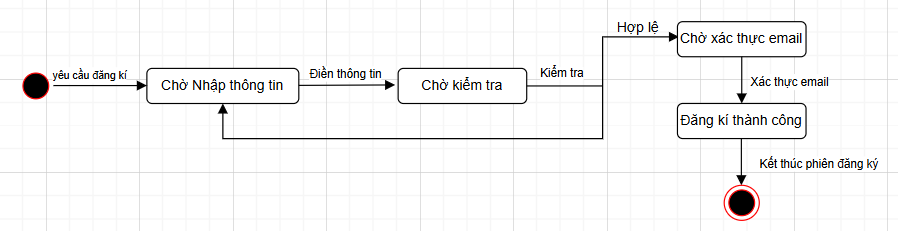 yêu cầu đăng kí
Chờ Nhập thông tin
Điền thông tin
Chờ kiểm tra
Kiểm tra
Hợp lệ
Chờ xác thực email
Xác thực email
Đăng kí thành công
Kết thúc phiên đăng ký